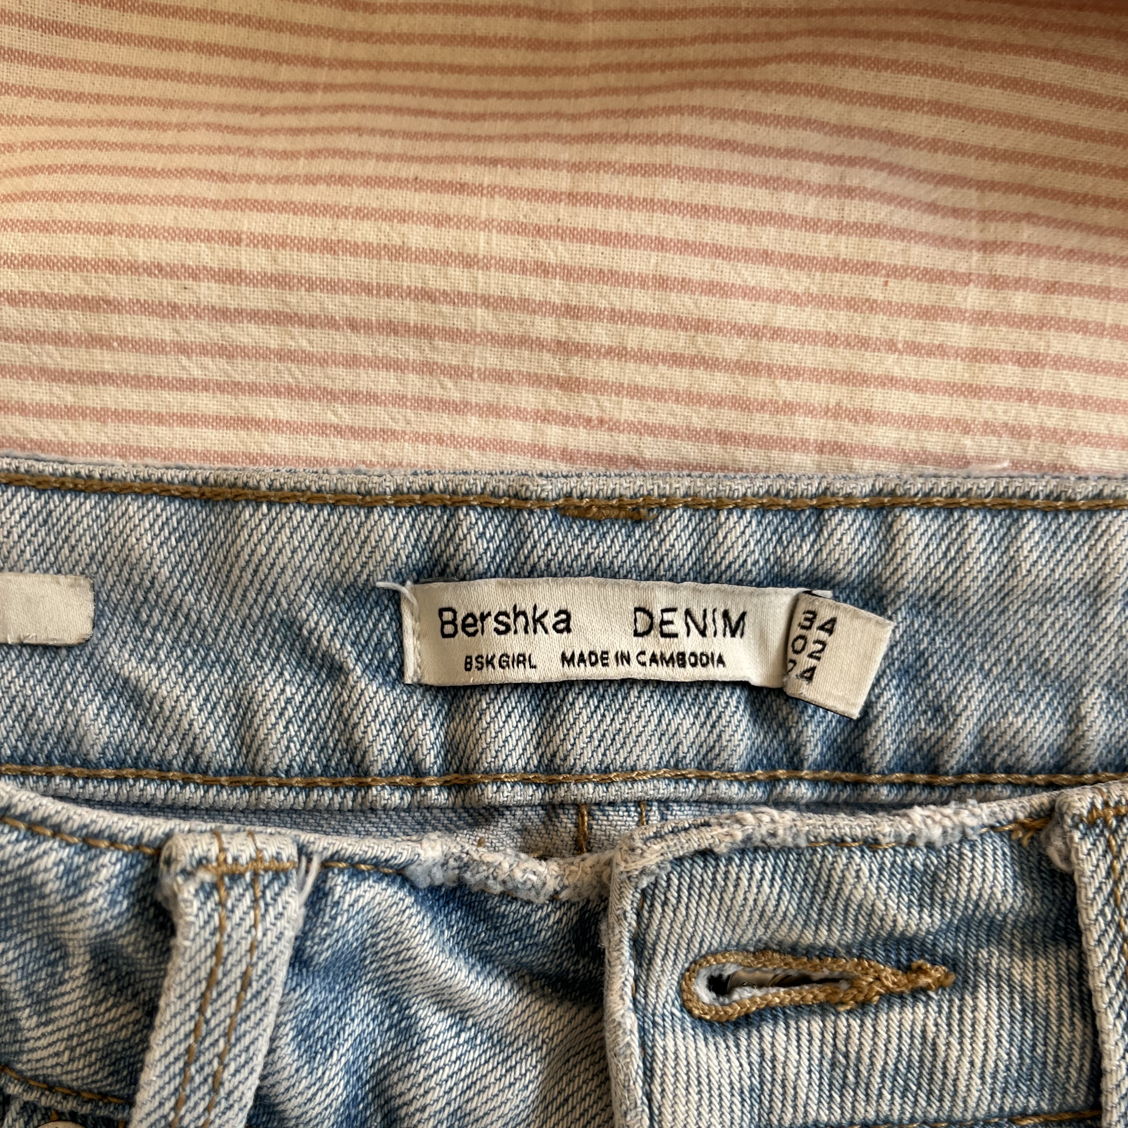 Bershka DENIM
BSKGIRL MADE IN CAMBODIA
34
02
24